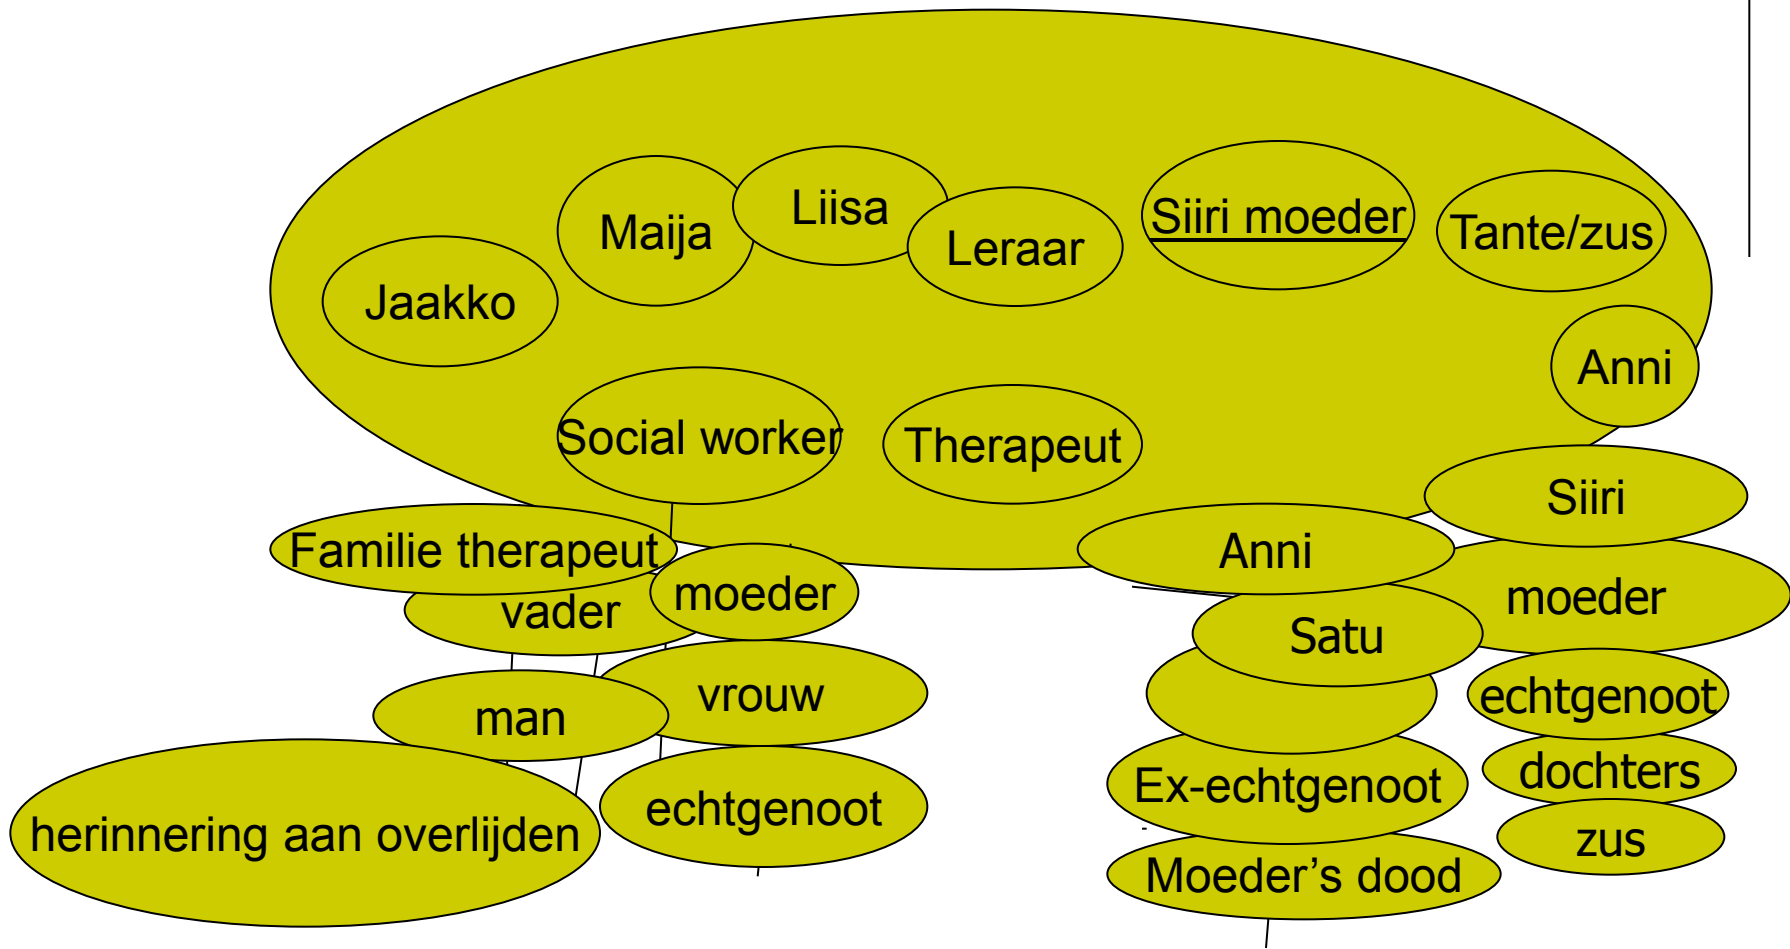 Liisa
Maija
Leraar
Siiri moeder
Tante/zus
Jaakko
Anni
Social worker
Therapeut
Siiri
Familie therapeut
Anni
vader
moeder
moeder
Satu
man
vrouw
echtgenoot
Ex-echtgenoot
dochters
herinnering aan overlijden
echtgenoot
zus
Moeder's dood